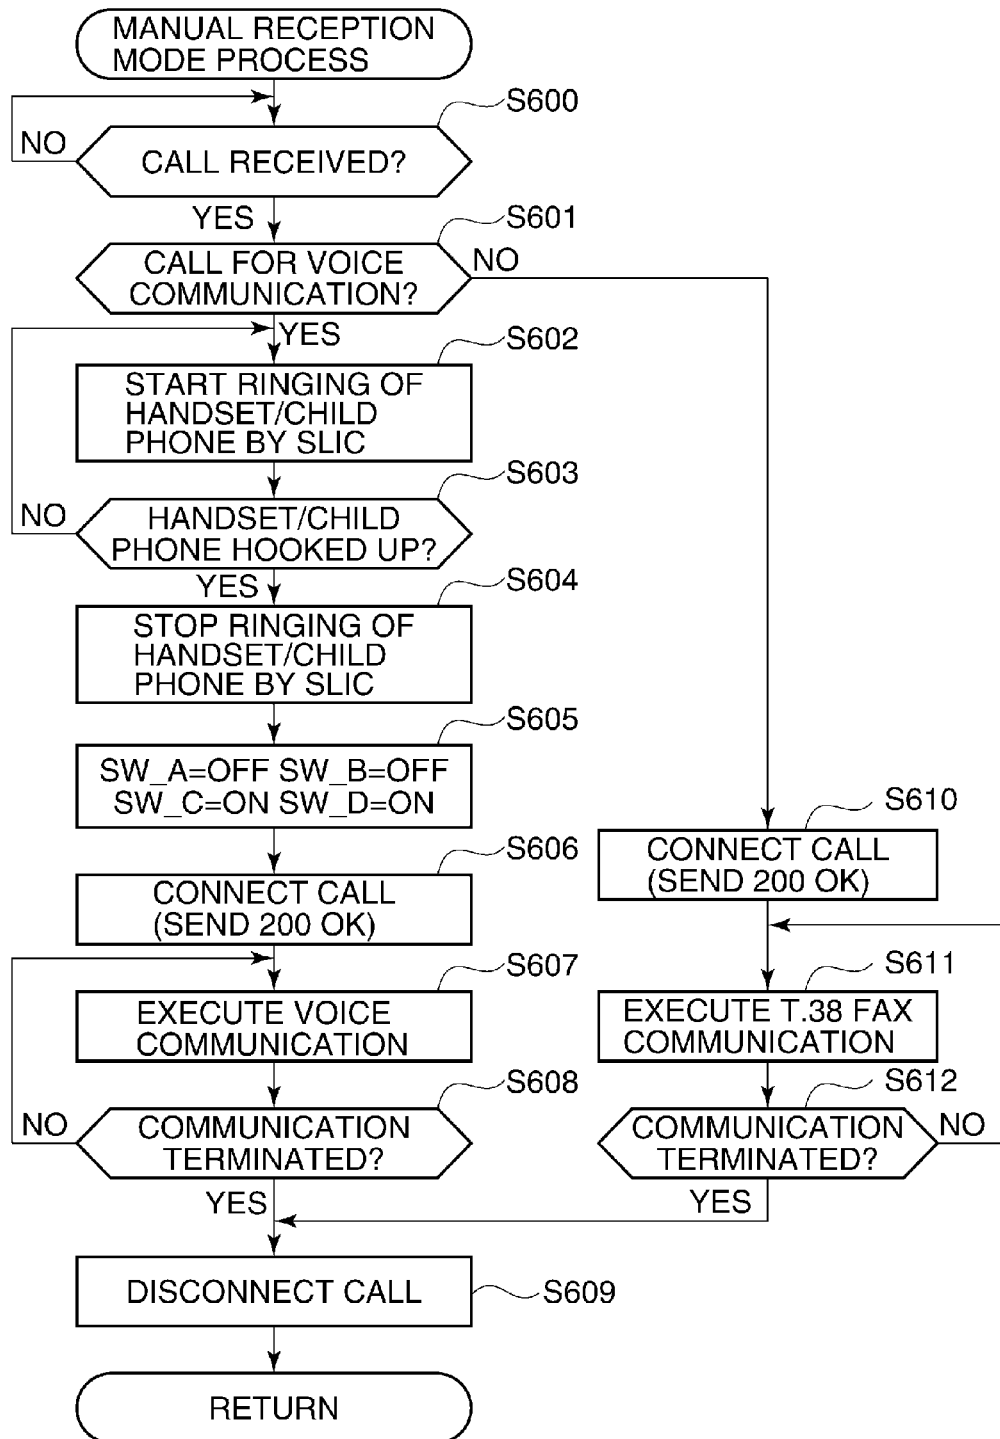 MANUAL RECEPTION
MODE PROCESS
S600
NO
CALL RECEIVED?
YES
S601
CALL FOR VOICE
COMMUNICATION?
NO
YES
S602
START RINGING OF
HANDSET/CHILD
PHONE BY SLIC
S603
NO
HANDSET/CHILD
PHONE HOOKED UP?
YES
S604
STOP RINGING OF
HANDSET/CHILD
PHONE BY SLIC
S605
SW_A=OFF SW_B=OFF
SW_C=ON SW_D=ON
S606
CONNECT CALL
(SEND 200 OK)
S607
EXECUTE VOICE
COMMUNICATION
S608
NO
COMMUNICATION
TERMINATED?
YES
S610
CONNECT CALL
(SEND 200 OK)
S611
EXECUTE T.38 FAX
COMMUNICATION
S612
COMMUNICATION
TERMINATED?
NO
YES
DISCONNECT CALL
S609
RETURN